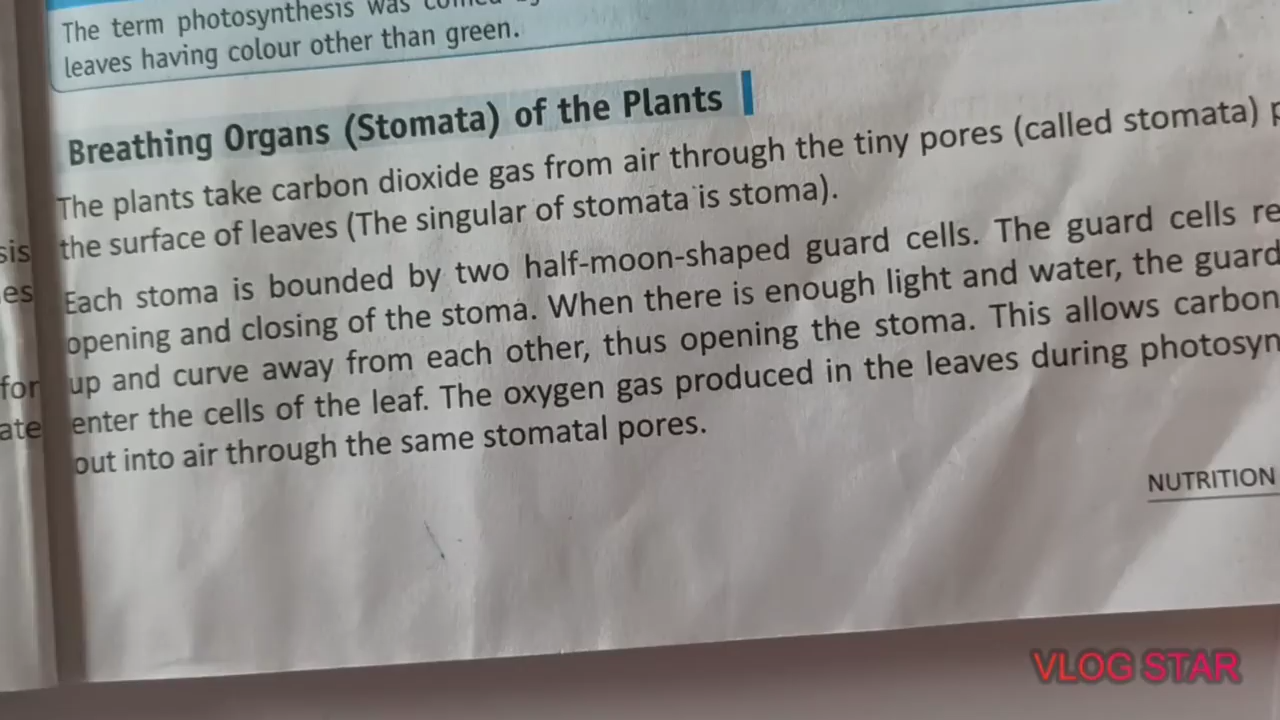 The term photosynthesis was
leaves having colour other than green.
Breathing Organs (Stomata) of the Plants
The plants take carbon dioxide gas from air through the tiny pores (called stomata)
the surface of leaves (The singular of stomata is stoma).
Each stoma is bounded by two half-moon-shaped guard cells. The guard cells re
opening and closing of the stoma. When there is enough light and water, the guard
up and curve away from each other, thus opening the stoma. This allows carbon
enter the cells of the leaf. The oxygen gas produced in the leaves during photosyn
out into air through the same stomatal pores.
sis
es
for
ate
NUTRITION
VLOG STAR